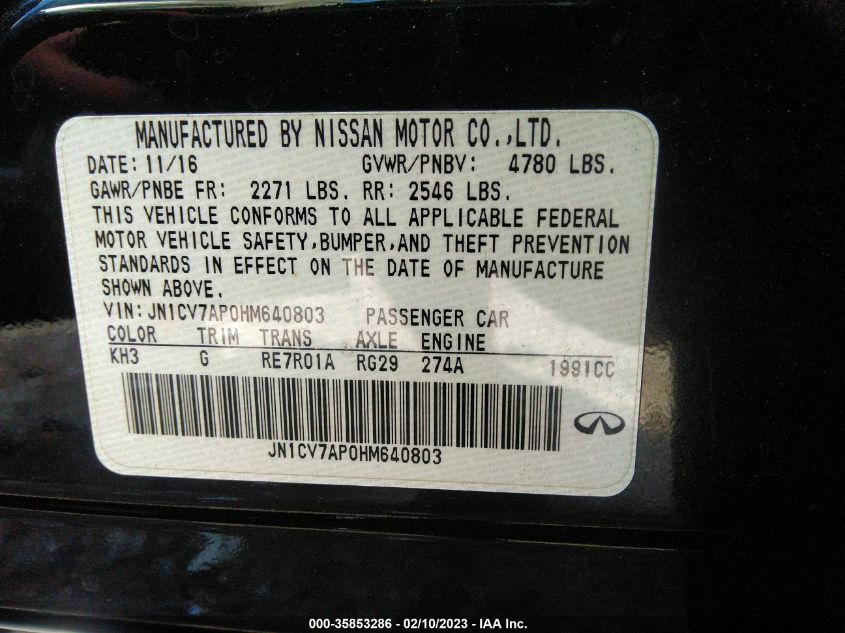 MANUFACTURED BY NISSAN MOTOR CO.,LTD.
DATE: 11/16 GVWR/PNBV: 4780 LBS.
GAWR/PNBE FR: 2271 LBS. RR: 2546 LBS.
THIS VEHICLE CONFORMS TO ALL APPLICABLE FEDERAL
MOTOR VEHICLE SAFETY,BUMPER,AND THEFT PREVENTION
STANDARDS IN EFFECT ON THE DATE OF MANUFACTURE
SHOWN ABOVE.
VIN:JN1CV7AP0HM640803 PASSENGER CAR
COLOR TRIM TRANS AXLE ENGINE
KH3 G RE7R01A RG29 274A 1991CC
JN1CV7AP0HM640803
000-35853286 - 02/10/2023 - IAA Inc.